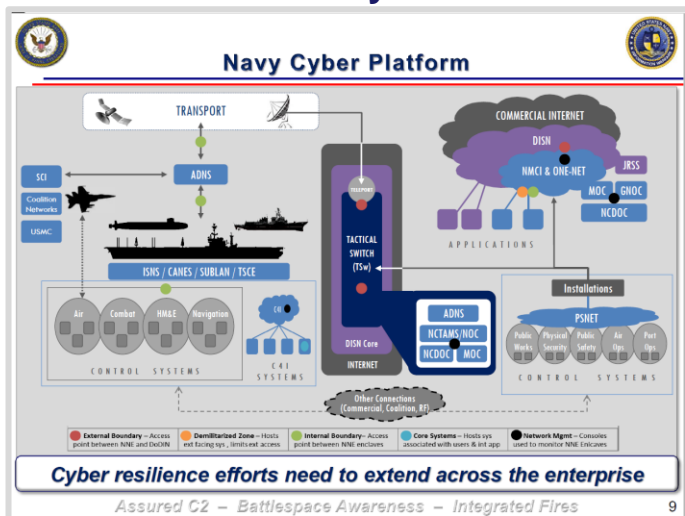 Navy Cyber Platform
TRANSPORT
COMMERCIAL INTERNET
DISN
NMCI & ONE-NET
JRSS
MOC
GNOC
NCDOC
APPLICATIONS
SCI
Coalition
Networks
USMC
ADNS
TELEPORT
TACTICAL
SWITCH
(TSw)
DISN Core
INTERNET
ISNS / CANES / SUBLAN / TSCE
Air
Combat
HM&E
Navigation
CONTROL SYSTEMS
C4I
C4I
SYSTEMS
ADNS
NCTAMS/NOC
NCDOC
MOC
Installations
PSNET
Public
Works
Physical
Security
Public
Safety
Air
Ops
Port
Ops
CONTROL SYSTEMS
Other Connections
(Commercial, Coalition, RF)
External Boundary – Access
point between NNE and DoDIN
Demilitarized Zone – Hosts
ext facing sys , limits ext access
Internal Boundary– Access
point between NNE enclaves
Core Systems – Hosts sys
associated with users & int app
Network Mgmt – Consoles
used to monitor NNE Enlcaves
Cyber resilience efforts need to extend across the enterprise
Assured C2 – Battlespace Awareness – Integrated Fires
9